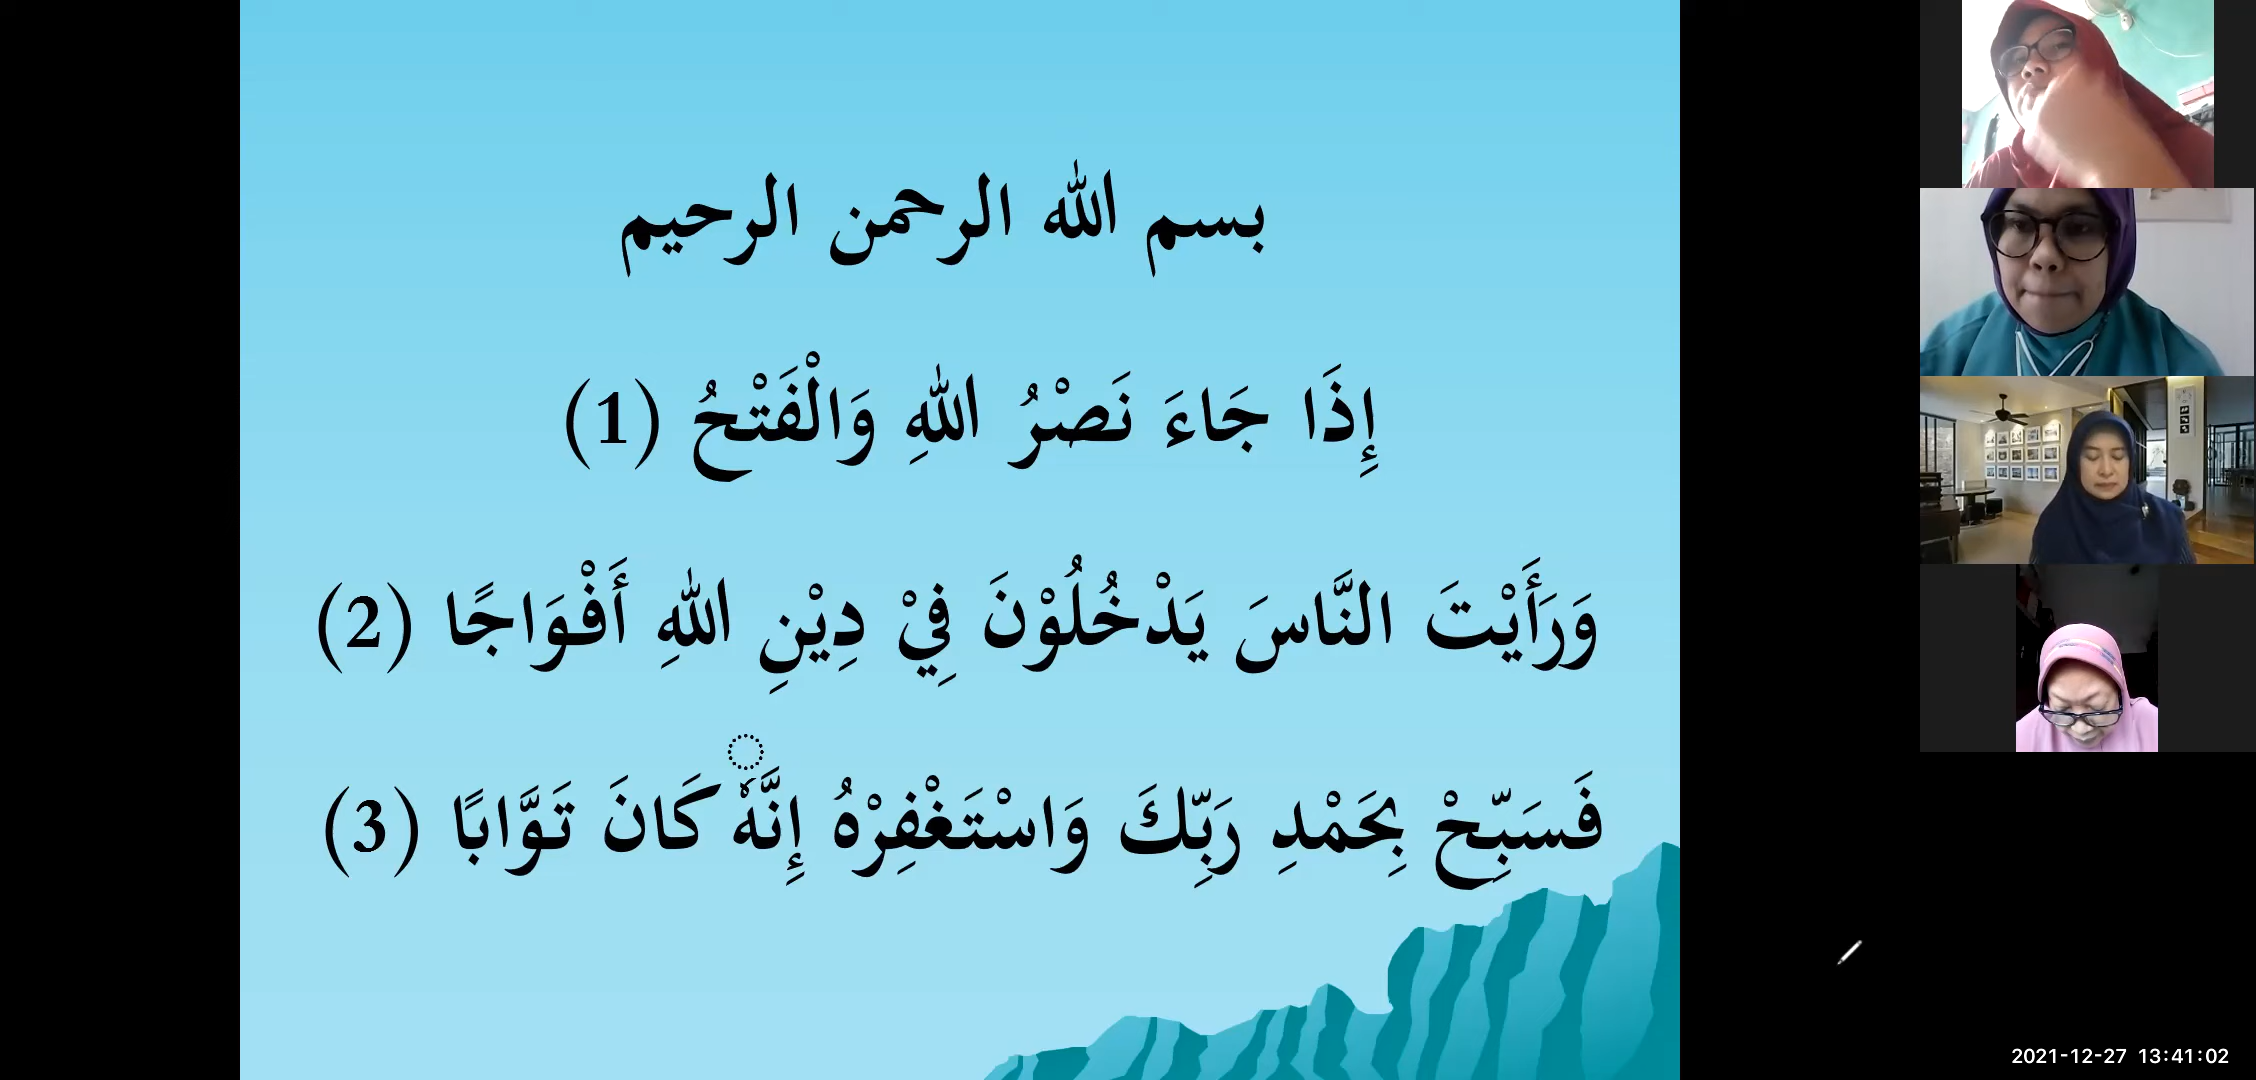 بسم الله الرحمن الرحيم
إِذَا جَاءَ نَصْرُ اللهِ وَالْفَتْحُ (1)
وَرَأَيْتَ النَّاسَ يَدْخُلُوْنَ فِيْ دِيْنِ اللهِ أَفْوَاجًا (2)
فَسَبِّحْ بِحَمْدِ رَبِّكَ وَاسْتَغْفِرْهُ إِنَّهٗ كَانَ تَوَّابًا (3)
2021-12-27 13:41:02